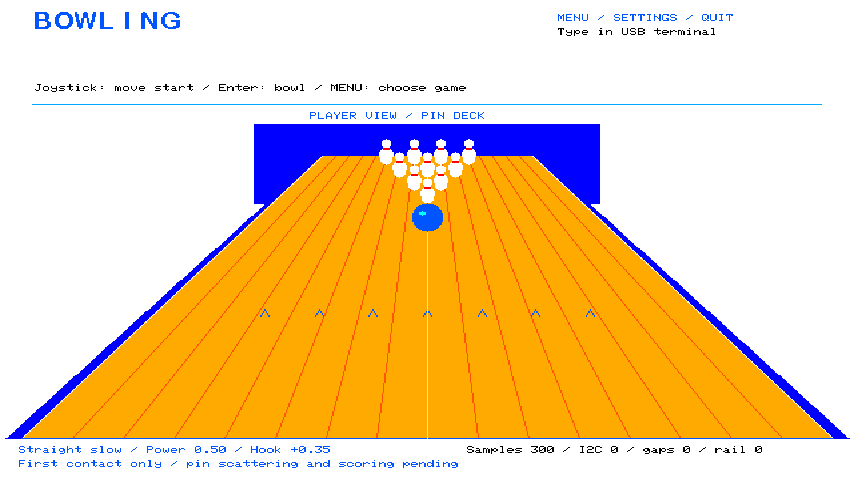 BOWLING
MENU / SETTINGS / QUIT
Type in USB terminal
Joystick: move start / Enter: bowl / MENU: choose game
PLAYER VIEW / PIN DECK
Straight slow / Power 0.50 / Hook +0.35
Samples 300 / I2C 0 / gaps 0 / rail 0
First contact only / pin scattering and scoring pending